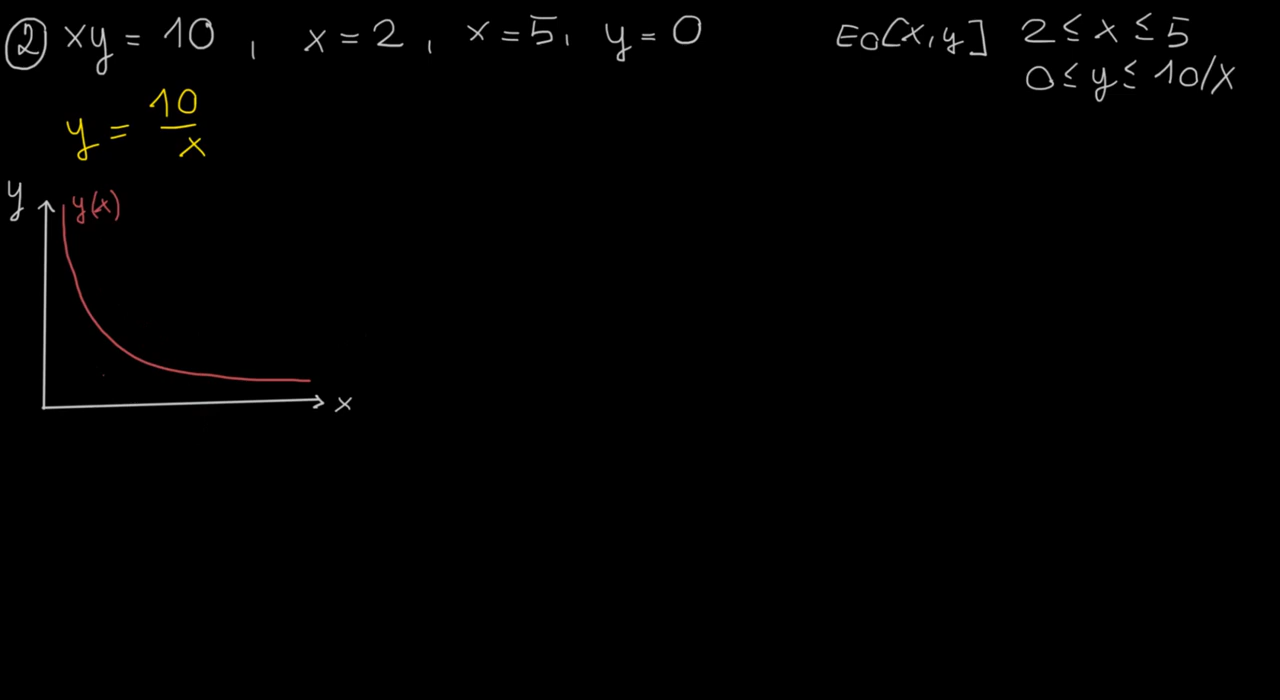 ② xy = 10 , x = 2 , x = 5, y = 0
EO[x,y] 2 ≤ x ≤ 5
0 ≤ y ≤ 10/x
y = 10/x
y
y(x)
x